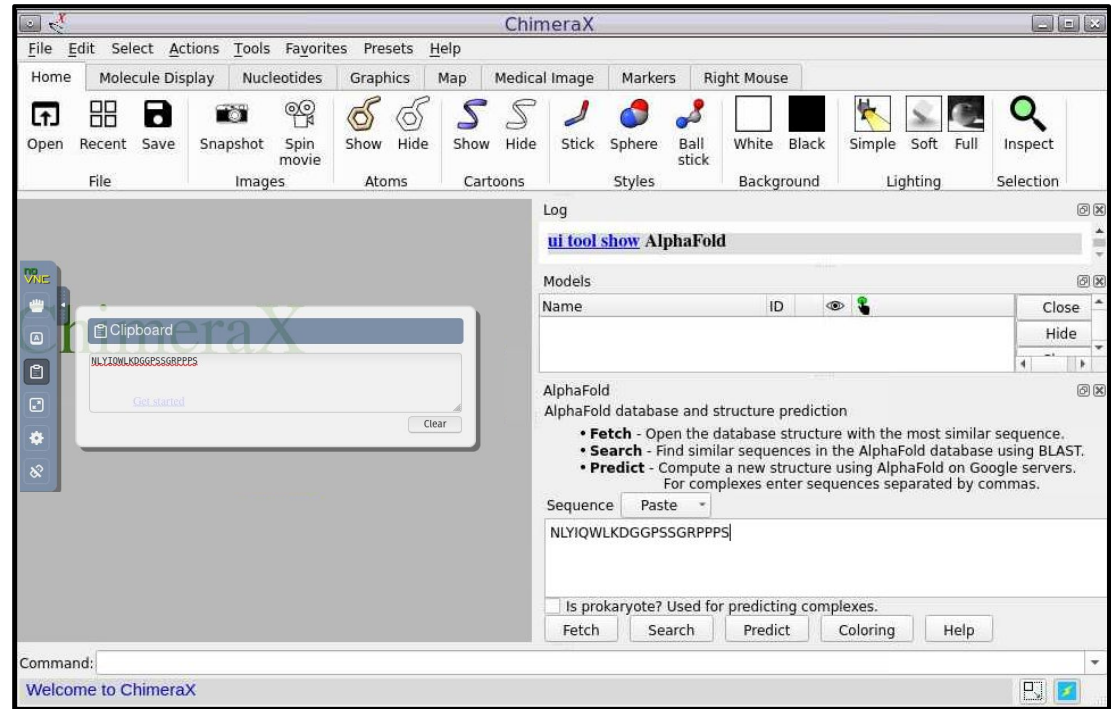 ChimeraX
File Edit Select Actions Tools Favorites Presets Help
Home Molecule Display Nucleotides Graphics Map Medical Image Markers Right Mouse
Open Recent Save Snapshot Spin movie Show Hide Show Hide Stick Sphere Ball stick White Black Simple Soft Full Inspect
File Images Atoms Cartoons Styles Background Lighting Selection
Log
ui tool show AlphaFold
Models
Name ID Close
Hide
noVNC
ChimeraX
Clipboard
NLYIQWLKDGGPSSGRPPPS
Get started
Clear
AlphaFold
AlphaFold database and structure prediction
• Fetch - Open the database structure with the most similar sequence.
• Search - Find similar sequences in the AlphaFold database using BLAST.
• Predict - Compute a new structure using AlphaFold on Google servers.
For complexes enter sequences separated by commas.
Sequence Paste
NLYIQWLKDGGPSSGRPPPS
Is prokaryote? Used for predicting complexes.
Fetch Search Predict Coloring Help
Command:
Welcome to ChimeraX